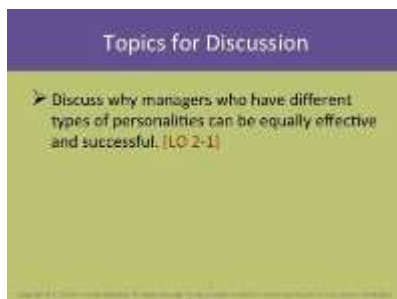 Topics for Discussion
➢ Discuss why managers who have different
types of personalities can be equally effective
and successful. [LO 2-1]